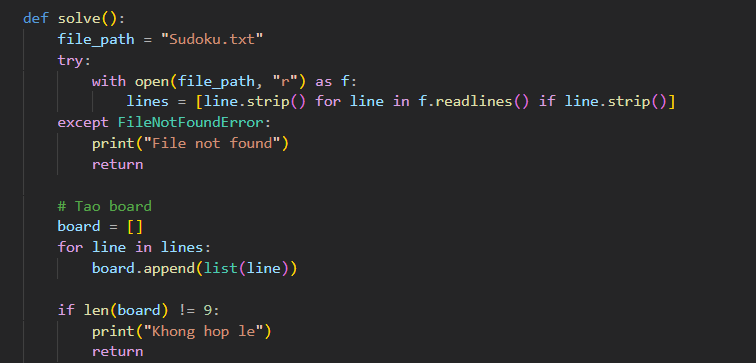 def solve():
    file_path = "Sudoku.txt"
    try:
        with open(file_path, "r") as f:
            lines = [line.strip() for line in f.readlines() if line.strip()]
    except FileNotFoundError:
        print("File not found")
        return

    # Tao board
    board = []
    for line in lines:
        board.append(list(line))

    if len(board) != 9:
        print("Khong hop le")
        return